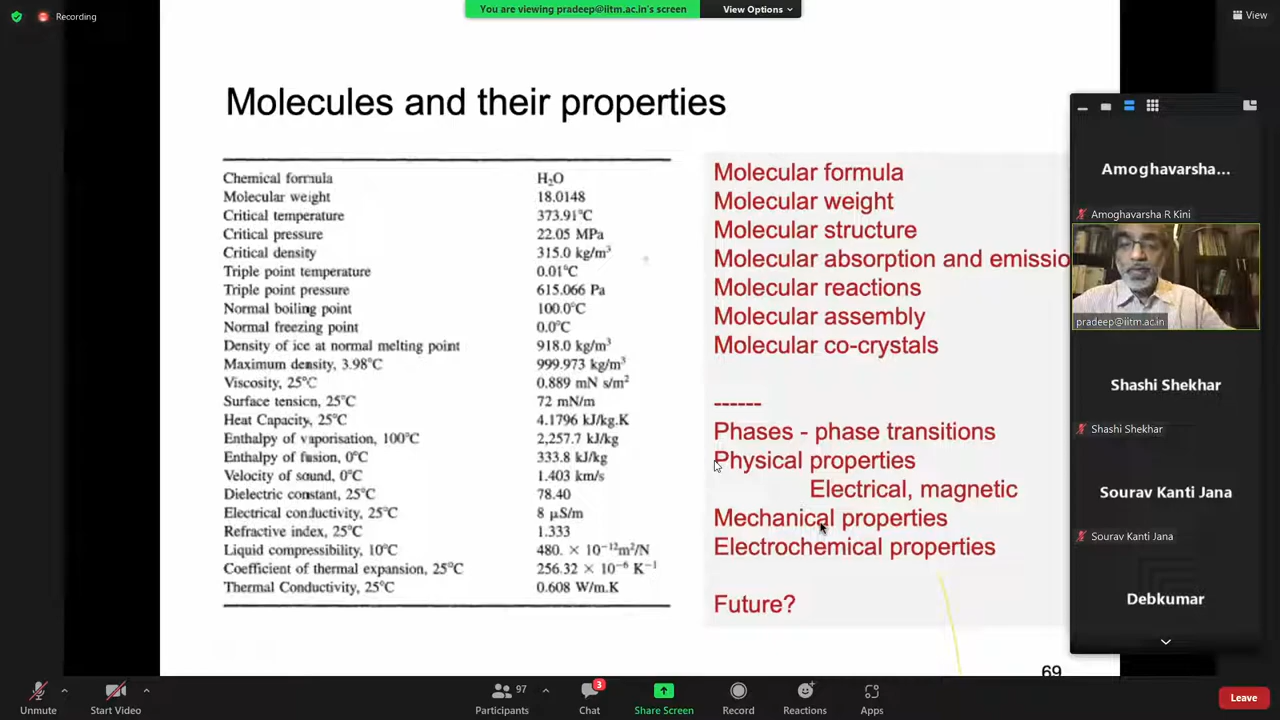 Recording
You are viewing pradeep@iitm.ac.in's screen
View Options
View
Molecules and their properties
Chemical formula H₂O
Molecular weight 18.0148
Critical temperature 373.91°C
Critical pressure 22.05 MPa
Critical density 315.0 kg/m³
Triple point temperature 0.01°C
Triple point pressure 615.066 Pa
Normal boiling point 100.0°C
Normal freezing point 0.0°C
Density of ice at normal melting point 918.0 kg/m³
Maximum density, 3.98°C 999.973 kg/m³
Viscosity, 25°C 0.889 mN s/m²
Surface tension, 25°C 72 mN/m
Heat Capacity, 25°C 4.1796 kJ/kg.K
Enthalpy of vaporisation, 100°C 2,257.7 kJ/kg
Enthalpy of fusion, 0°C 333.8 kJ/kg
Velocity of sound, 0°C 1.403 km/s
Dielectric constant, 25°C 78.40
Electrical conductivity, 25°C 8 µS/m
Refractive index, 25°C 1.333
Liquid compressibility, 10°C 480. × 10⁻¹²m²/N
Coefficient of thermal expansion, 25°C 256.32 × 10⁻⁶ K⁻¹
Thermal Conductivity, 25°C 0.608 W/m.K
Molecular formula
Molecular weight
Molecular structure
Molecular absorption and emissio
Molecular reactions
Molecular assembly
Molecular co-crystals
------
Phases - phase transitions
Physical properties
Electrical, magnetic
Mechanical properties
Electrochemical properties
Future?
69
Amoghavarsha...
Amoghavarsha R Kini
pradeep@iitm.ac.in
Shashi Shekhar
Shashi Shekhar
Sourav Kanti Jana
Sourav Kanti Jana
Debkumar
Unmute
Start Video
97
Participants
3
Chat
Share Screen
Record
Reactions
Apps
Leave